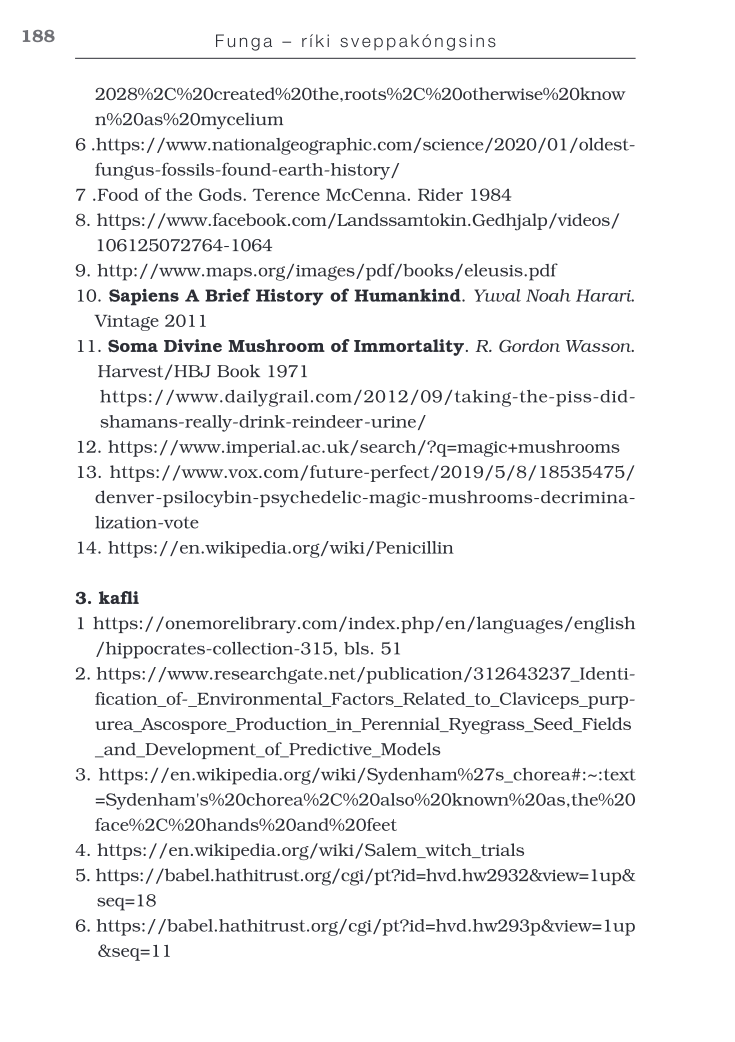 188
Funga – ríki sveppakóngsins
2028%2C%20created%20the,roots%2C%20otherwise%20know
n%20as%20mycelium
6 .https://www.nationalgeographic.com/science/2020/01/oldest-
fungus-fossils-found-earth-history/
7 .Food of the Gods. Terence McCenna. Rider 1984
8. https://www.facebook.com/Landssamtokin.Gedhjalp/videos/
106125072764-1064
9. http://www.maps.org/images/pdf/books/eleusis.pdf
10. Sapiens A Brief History of Humankind. Yuval Noah Harari.
Vintage 2011
11. Soma Divine Mushroom of Immortality. R. Gordon Wasson.
Harvest/HBJ Book 1971
https://www.dailygrail.com/2012/09/taking-the-piss-did-
shamans-really-drink-reindeer-urine/
12. https://www.imperial.ac.uk/search/?q=magic+mushrooms
13. https://www.vox.com/future-perfect/2019/5/8/18535475/
denver-psilocybin-psychedelic-magic-mushrooms-decrimina-
lization-vote
14. https://en.wikipedia.org/wiki/Penicillin
3. kafli
1 https://onemorelibrary.com/index.php/en/languages/english
/hippocrates-collection-315, bls. 51
2. https://www.researchgate.net/publication/312643237_Identi-
fication_of-_Environmental_Factors_Related_to_Claviceps_purp-
urea_Ascospore_Production_in_Perennial_Ryegrass_Seed_Fields
_and_Development_of_Predictive_Models
3. https://en.wikipedia.org/wiki/Sydenham%27s_chorea#:~:text
=Sydenham's%20chorea%2C%20also%20known%20as,the%20
face%2C%20hands%20and%20feet
4. https://en.wikipedia.org/wiki/Salem_witch_trials
5. https://babel.hathitrust.org/cgi/pt?id=hvd.hw2932&view=1up&
seq=18
6. https://babel.hathitrust.org/cgi/pt?id=hvd.hw293p&view=1up
&seq=11